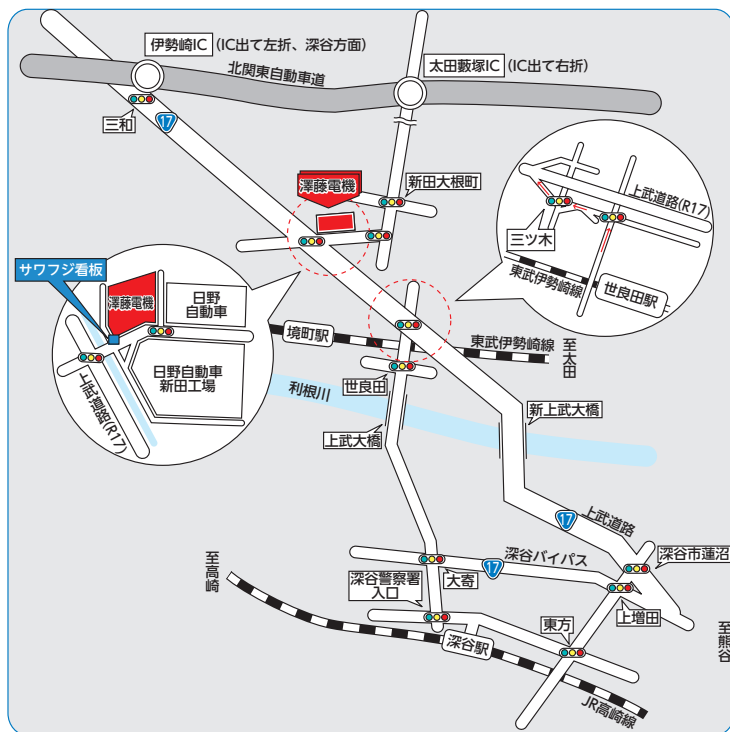 伊勢崎IC (IC出て左折、深谷方面)
太田藪塚IC (IC出て右折)
北関東自動車道
三和
17
澤藤電機
新田大根町
上武道路(R17)
三ツ木
東武伊勢崎線
世良田駅
サワフジ看板
澤藤電機
日野
自動車
日野自動車
新田工場
上武道路(R17)
境町駅
東武伊勢崎線
至太田
世良田
利根川
上武大橋
新上武大橋
17
上武道路
深谷バイパス
17
深谷市蓮沼
至高崎
深谷警察署
入口
大寄
上増田
東方
深谷駅
至熊谷
JR高崎線